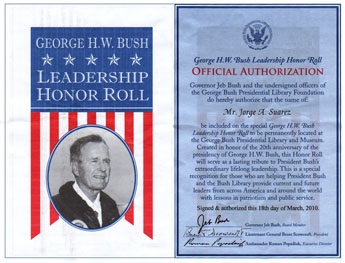 GEORGE H.W. BUSH
LEADERSHIP
HONOR ROLL
George H.W. Bush Leadership Honor Roll
OFFICIAL AUTHORIZATION
Governor Jeb Bush and the undersigned officers of
the George Bush Presidential Library Foundation
do hereby authorize that the name of:
Mr. Jorge A. Suarez
be included on the special George H.W. Bush
Leadership Honor Roll to be permanently located at
the George Bush Presidential Library and Museum.
Created in honor of the 20th anniversary of the
presidency of George H.W. Bush, this Honor Roll
will serve as a lasting tribute to President Bush's
extraordinary lifelong leadership. This is a special
recognition for those who are helping President Bush
and the Bush Library provide current and future
leaders from across America and around the world
with lessons in patriotism and public service.
Signed & authorized this 18th day of March, 2010.
Jeb Bush
Governor Jeb Bush, Board Member
Lieutenant General Brent Scowcroft, President
Ambassador Roman Popadiuk, Executive Director